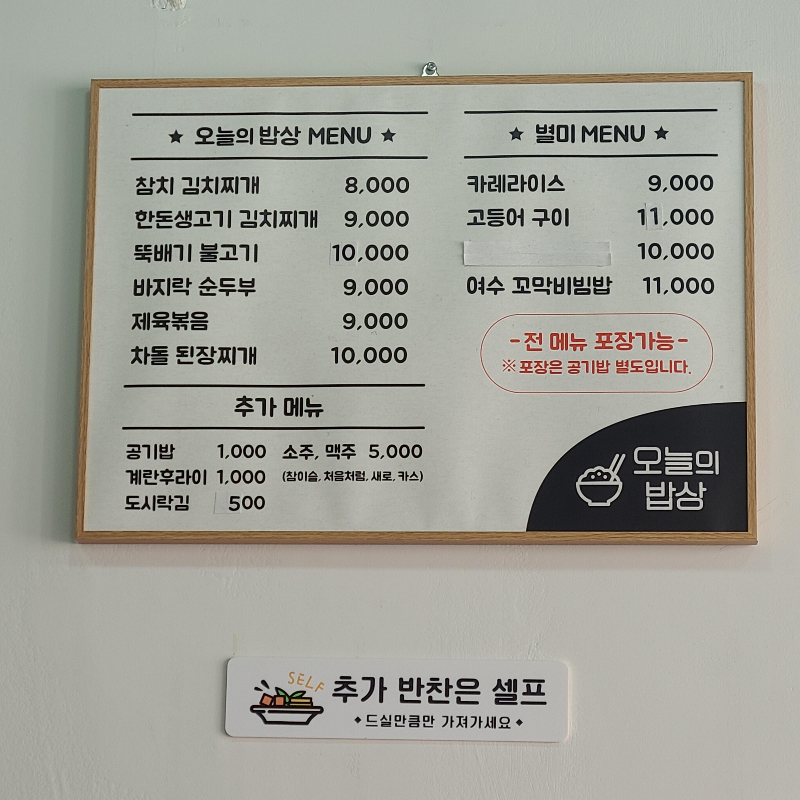 ★ 오늘의 밥상 MENU ★
참치 김치찌개 8,000
한돈생고기 김치찌개 9,000
뚝배기 불고기 10,000
바지락 순두부 9,000
제육볶음 9,000
차돌 된장찌개 10,000
추가 메뉴
공기밥 1,000 소주, 맥주 5,000
계란후라이 1,000 (참이슬, 처음처럼, 새로, 카스)
도시락김 500
★ 별미 MENU ★
카레라이스 9,000
고등어 구이 11,000
10,000
여수 꼬막비빔밥 11,000
-전 메뉴 포장가능-
※ 포장은 공기밥 별도입니다.
오늘의
밥상
SELF
추가 반찬은 셀프
◆ 드실만큼만 가져가세요 ◆